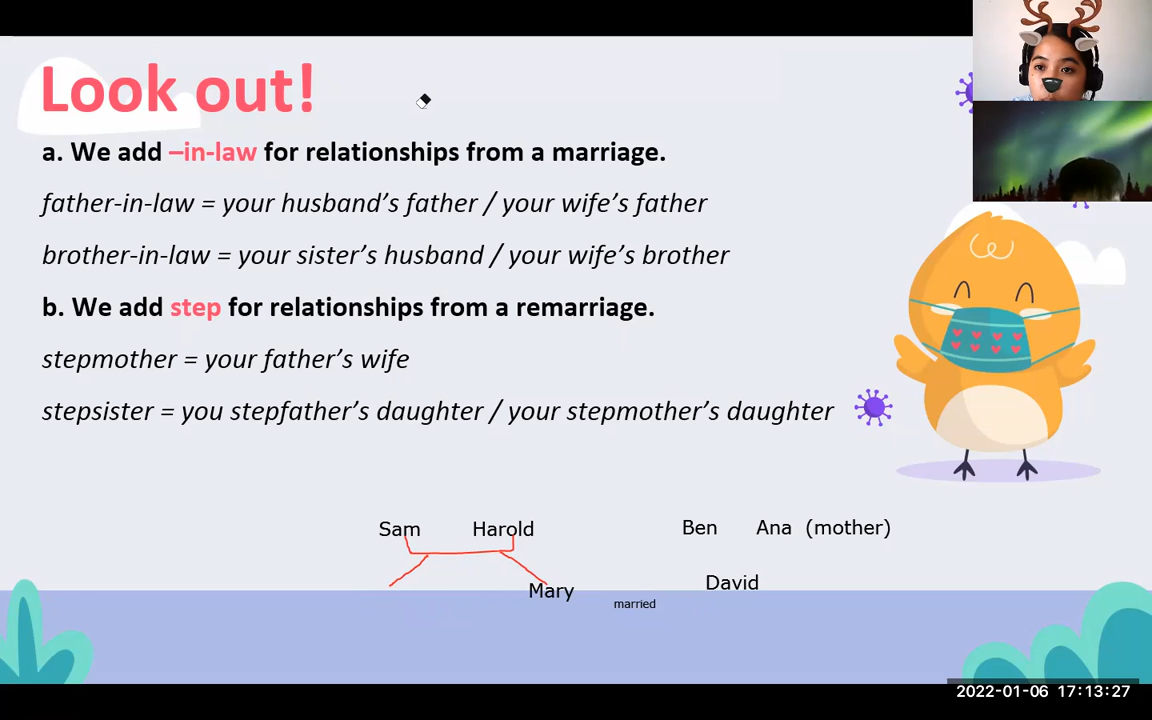 Look out!
a. We add –in-law for relationships from a marriage.
father-in-law = your husband’s father / your wife’s father
brother-in-law = your sister’s husband / your wife’s brother
b. We add step for relationships from a remarriage.
stepmother = your father’s wife
stepsister = you stepfather’s daughter / your stepmother’s daughter
Sam Harold Ben Ana (mother)
Mary married David
2022-01-06 17:13:27